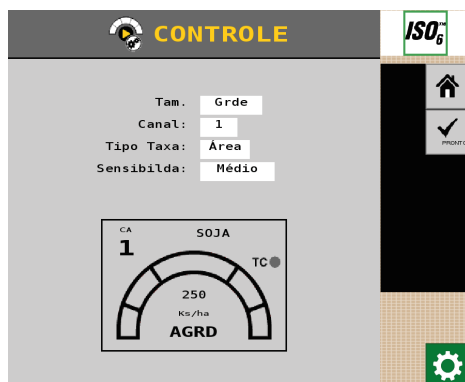 CONTROLE
ISO6™
Tam. Grde
Canal: 1
Tipo Taxa: Área
Sensibilda: Médio
PRONTO
CA
1
SOJA
TC
250
Ks/ha
AGRD